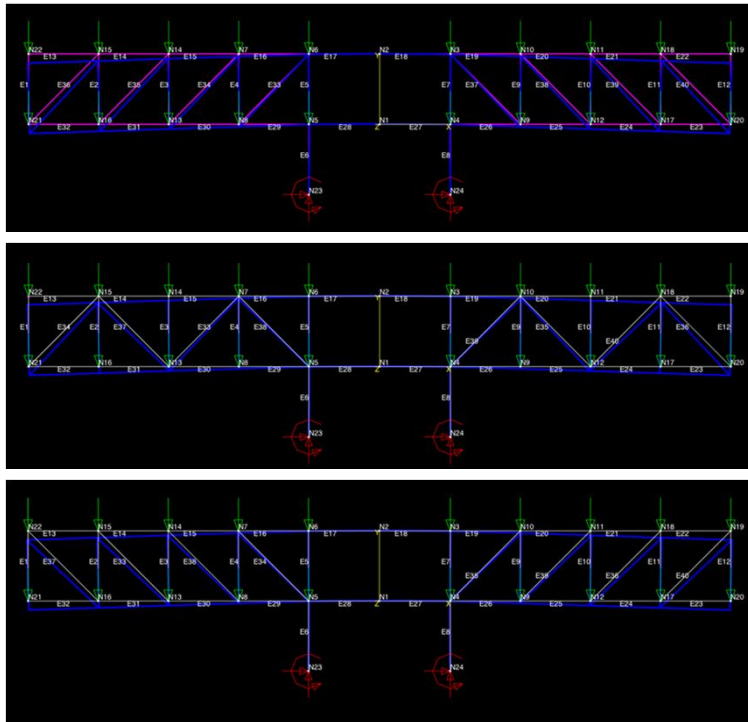 N22 N15 N14 N7 N6 N2 N3 N10 N11 N18 N19
E13 E14 E15 E16 E17 Y E18 E19 E20 E21 E22
E1 E36 E2 E35 E3 E34 E4 E33 E5 E7 E37 E9 E38 E10 E39 E11 E40 E12
N21 N16 N13 N8 N5 N1 N4 N9 N12 N17 N20
E32 E31 E30 E29 E28 Z E27 X E26 E25 E24 E23
E6 E8
N23 N24
N22 N15 N14 N7 N6 N2 N3 N10 N11 N18 N19
E13 E14 E15 E16 E17 Y E18 E19 E20 E21 E22
E1 E34 E2 E37 E3 E33 E4 E38 E5 E7 E39 E9 E35 E10 E40 E11 E36 E12
N21 N16 N13 N8 N5 N1 N4 N9 N12 N17 N20
E32 E31 E30 E29 E28 Z E27 X E26 E25 E24 E23
E6 E8
N23 N24
N22 N15 N14 N7 N6 N2 N3 N10 N11 N18 N19
E13 E14 E15 E16 E17 Y E18 E19 E20 E21 E22
E1 E37 E2 E33 E3 E38 E4 E34 E5 E7 E35 E9 E39 E10 E36 E11 E40 E12
N21 N16 N13 N8 N5 N1 N4 N9 N12 N17 N20
E32 E31 E30 E29 E28 Z E27 X E26 E25 E24 E23
E6 E8
N23 N24